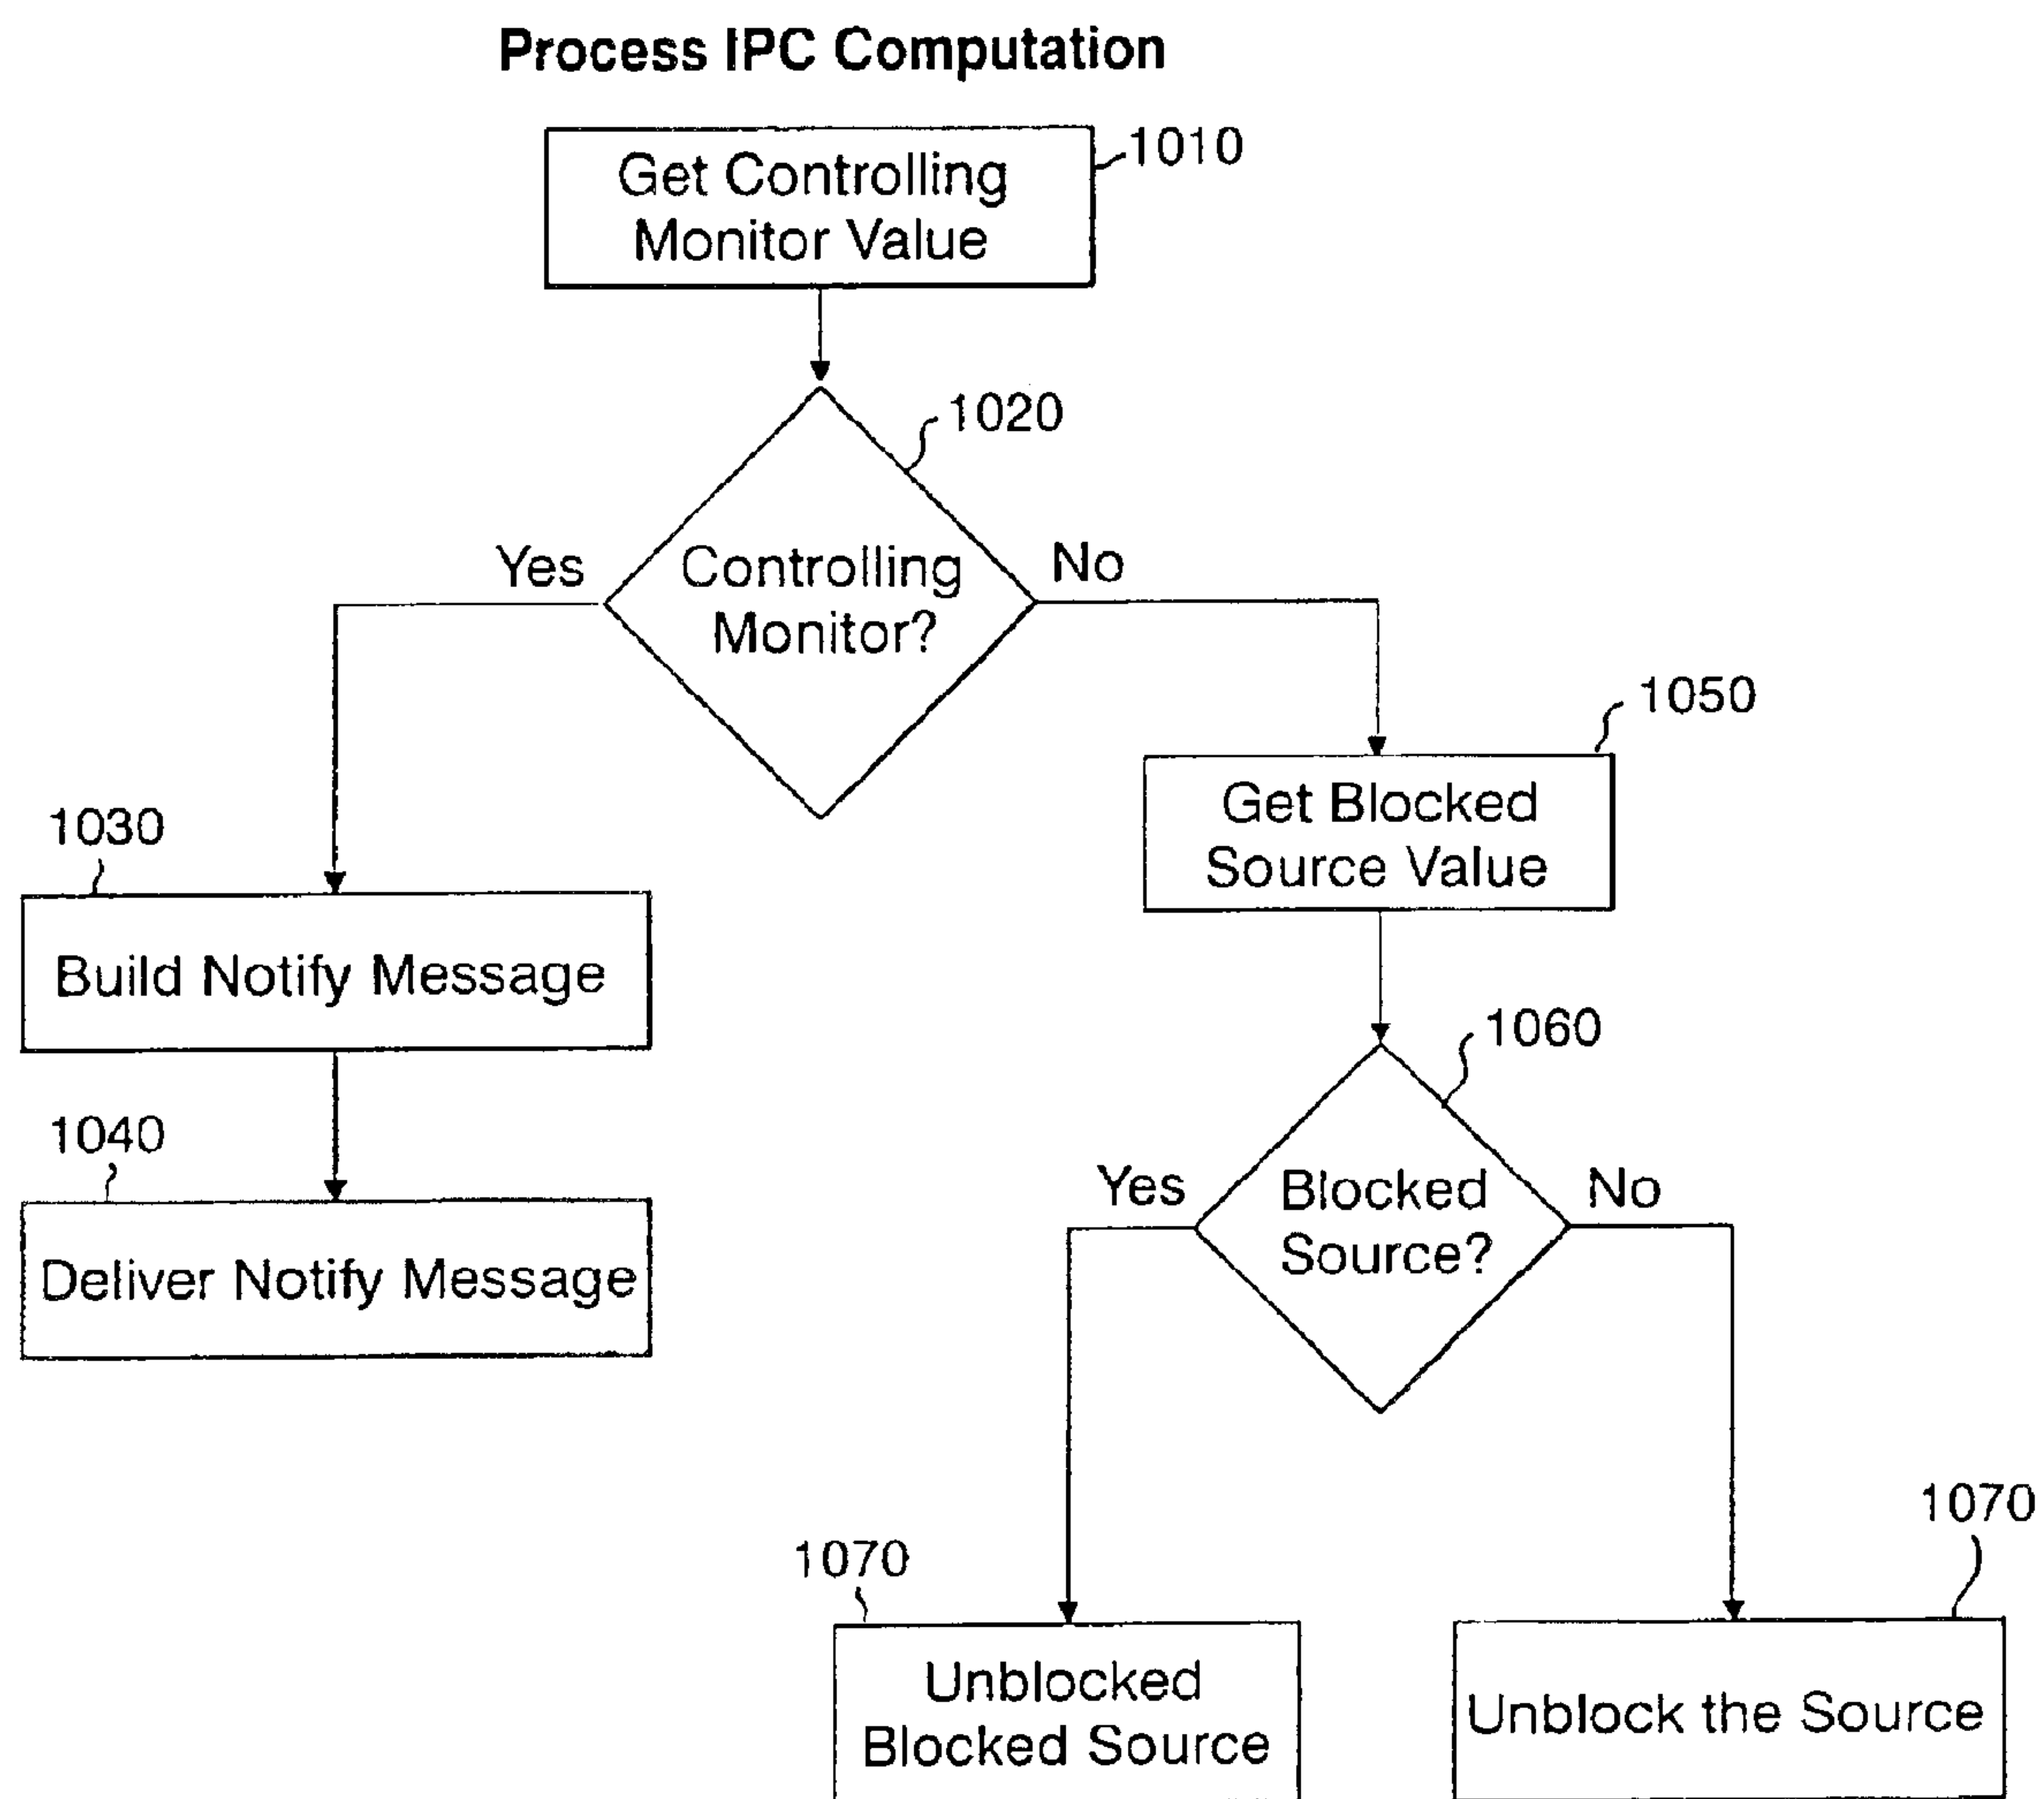 Process IPC Computation
1010
Get Controlling
Monitor Value
1020
Yes
Controlling
Monitor?
No
1050
Get Blocked
Source Value
1030
Build Notify Message
1060
1040
Deliver Notify Message
Yes
Blocked
Source?
No
1070
Unblocked
Blocked Source
1070
Unblock the Source